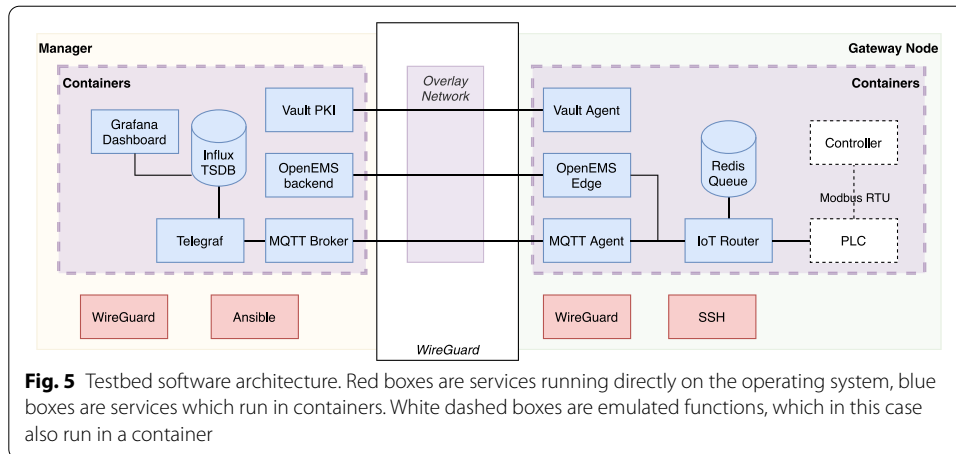 Manager
Gateway Node
Containers
Overlay
Network
Containers
Grafana
Dashboard
Influx
TSDB
Vault PKI
OpenEMS
backend
Telegraf
MQTT Broker
Vault Agent
OpenEMS
Edge
MQTT Agent
Redis
Queue
IoT Router
Controller
Modbus RTU
PLC
WireGuard
Ansible
WireGuard
WireGuard
SSH
Fig. 5 Testbed software architecture. Red boxes are services running directly on the operating system, blue
boxes are services which run in containers. White dashed boxes are emulated functions, which in this case
also run in a container